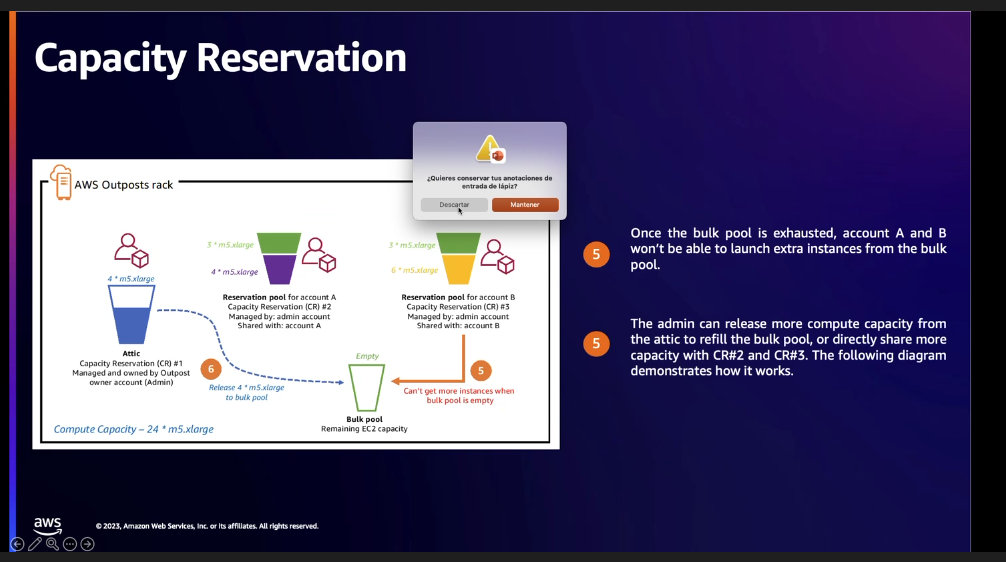 Capacity Reservation
¿Quieres conservar tus anotaciones de
entrada de lápiz?
Descartar
Mantener
AWS Outposts rack
4 * m5.xlarge
Attic
Capacity Reservation (CR) #1
Managed and owned by Outpost
owner account (Admin)
3 * m5.xlarge
4 * m5.xlarge
Reservation pool for account A
Capacity Reservation (CR) #2
Managed by: admin account
Shared with: account A
3 * m5.xlarge
6 * m5.xlarge
Reservation pool for account B
Capacity Reservation (CR) #3
Managed by: admin account
Shared with: account B
6
Release 4 * m5.xlarge
to bulk pool
Empty
Bulk pool
Remaining EC2 capacity
5
Can't get more instances when
bulk pool is empty
Compute Capacity – 24 * m5.xlarge
5
Once the bulk pool is exhausted, account A and B
won't be able to launch extra instances from the bulk
pool.
5
The admin can release more compute capacity from
the attic to refill the bulk pool, or directly share more
capacity with CR#2 and CR#3. The following diagram
demonstrates how it works.
aws
© 2023, Amazon Web Services, Inc. or its affiliates. All rights reserved.